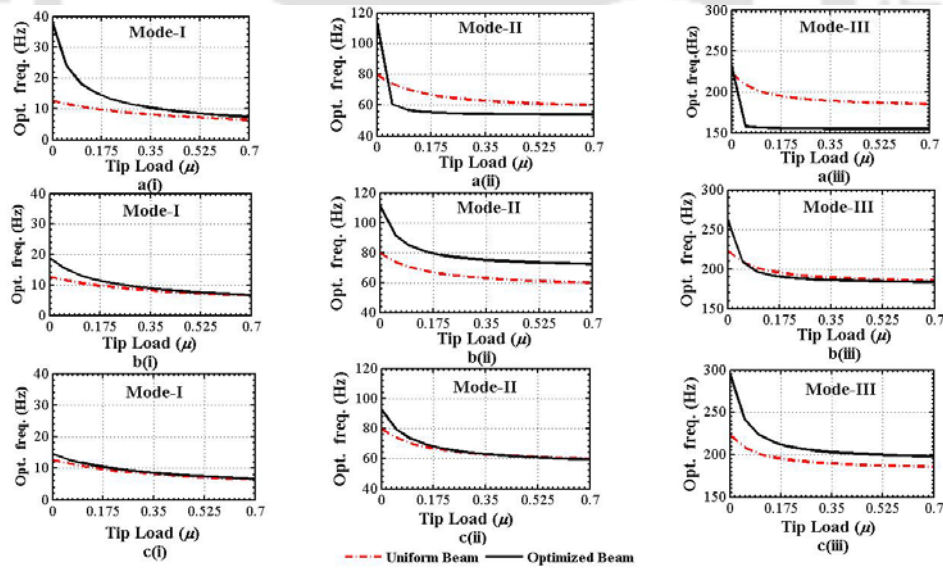 40
30
20
10
0
Opt. freq. (Hz)
Mode-I
0 0.175 0.35 0.525 0.7
Tip Load (μ)
a(i)
120
100
80
60
40
Opt. freq. (Hz)
Mode-II
0 0.175 0.35 0.525 0.7
Tip Load (μ)
a(ii)
300
250
200
150
Opt. freq.(Hz)
Mode-III
0 0.175 0.35 0.525 0.7
Tip Load (μ)
a(iii)
40
30
20
10
0
Opt. freq. (Hz)
Mode-I
0 0.175 0.35 0.525 0.7
Tip Load (μ)
b(i)
120
100
80
60
40
Opt. freq. (Hz)
Mode-II
0 0.175 0.35 0.525 0.7
Tip Load (μ)
b(ii)
300
250
200
150
Opt. freq. (Hz)
Mode-III
0 0.175 0.35 0.525 0.7
Tip Load (μ)
b(iii)
40
30
20
10
0
Opt. freq. (Hz)
Mode-I
0 0.175 0.35 0.525 0.7
Tip Load (μ)
c(i)
120
100
80
60
40
Opt. freq. (Hz)
Mode-II
0 0.175 0.35 0.525 0.7
Tip Load (μ)
c(ii)
300
250
200
150
Opt. freq. (Hz)
Mode-III
0 0.175 0.35 0.525 0.7
Tip Load (μ)
c(iii)
Uniform Beam Optimized Beam